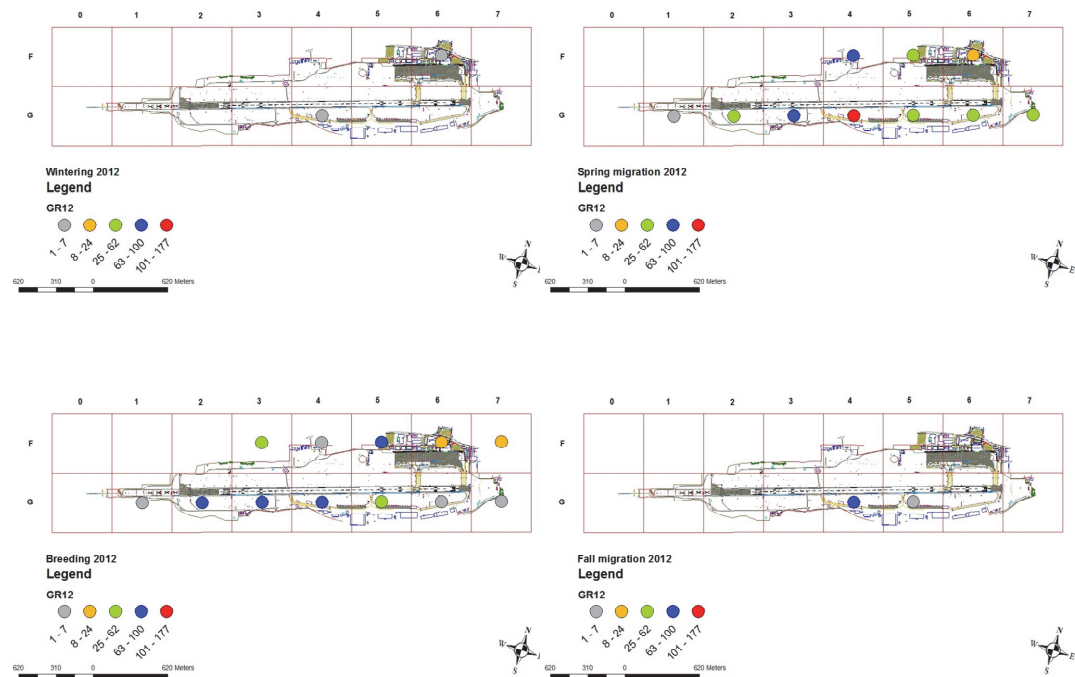 0 1 2 3 4 5 6 7
F
G
Wintering 2012
Legend
GR12
1 - 7
8 - 24
25 - 62
63 - 100
101 - 177
N
W
E
S
620 310 0 620 Meters
0 1 2 3 4 5 6 7
F
G
Spring migration 2012
Legend
GR12
1 - 7
8 - 24
25 - 62
63 - 100
101 - 177
N
W
E
S
620 310 0 620 Meters
0 1 2 3 4 5 6 7
F
G
Breeding 2012
Legend
GR12
1 - 7
8 - 24
25 - 62
63 - 100
101 - 177
N
W
E
S
620 310 0 620 Meters
0 1 2 3 4 5 6 7
F
G
Fall migration 2012
Legend
GR12
1 - 7
8 - 24
25 - 62
63 - 100
101 - 177
N
W
E
S
620 310 0 620 Meters